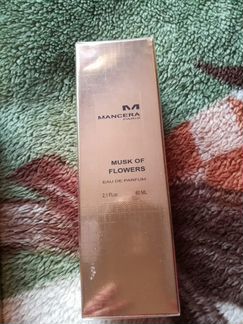 M
MANCERA
PARIS
MUSK OF
FLOWERS
EAU DE PARFUM
2.1 Fl.oz 60 ML